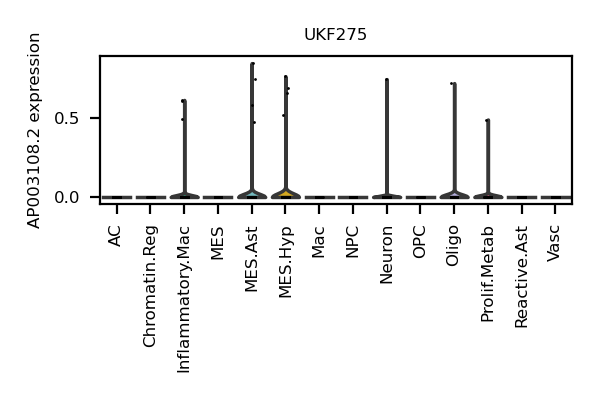 UKF275
AP003108.2 expression
0.5
0.0
AC
Chromatin.Reg
Inflammatory.Mac
MES
MES.Ast
MES.Hyp
Mac
NPC
Neuron
OPC
Oligo
Prolif.Metab
Reactive.Ast
Vasc